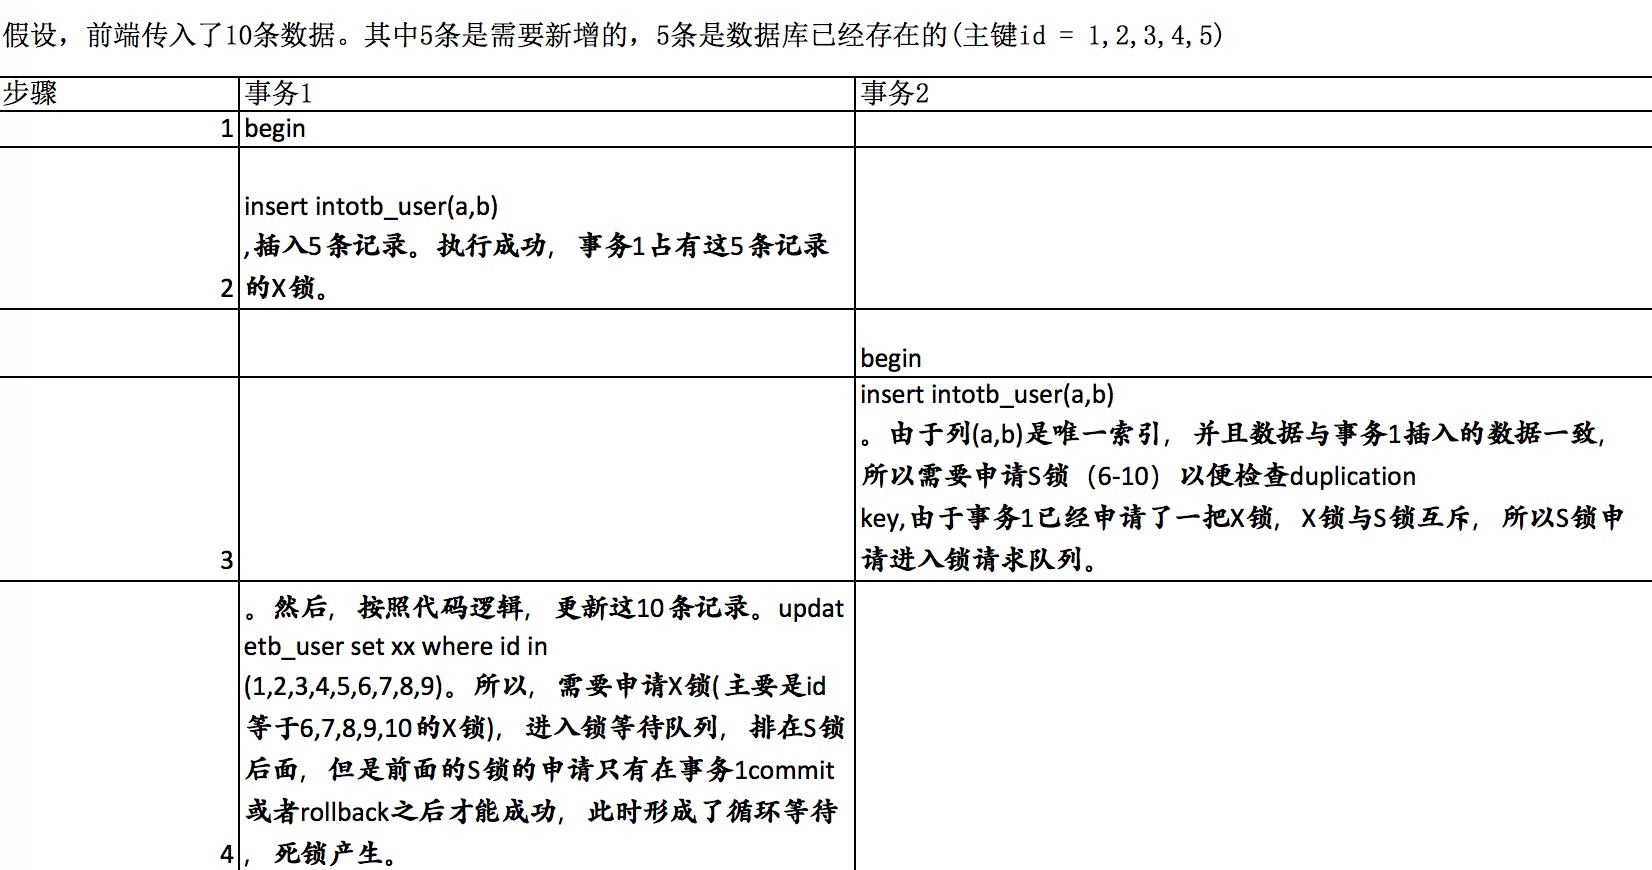 假设，前端传入了10条数据。其中5条是需要新增的，5条是数据库已经存在的(主键id = 1,2,3,4,5)
步骤
事务1
事务2
1
begin
insert intotb_user(a,b)
,插入5条记录。执行成功，事务1占有这5条记录
2
的X锁。
begin
insert intotb_user(a,b)
。由于列(a,b)是唯一索引，并且数据与事务1插入的数据一致，
所以需要申请S锁（6-10）以便检查duplication
key,由于事务1已经申请了一把X锁，X锁与S锁互斥，所以S锁申
请进入锁请求队列。
3
。然后，按照代码逻辑，更新这10条记录。updat
etb_user set xx where id in
(1,2,3,4,5,6,7,8,9)。所以，需要申请X锁(主要是id
等于6,7,8,9,10的X锁)，进入锁等待队列，排在S锁
后面，但是前面的S锁的申请只有在事务1commit
或者rollback之后才能成功，此时形成了循环等待
4
，死锁产生。